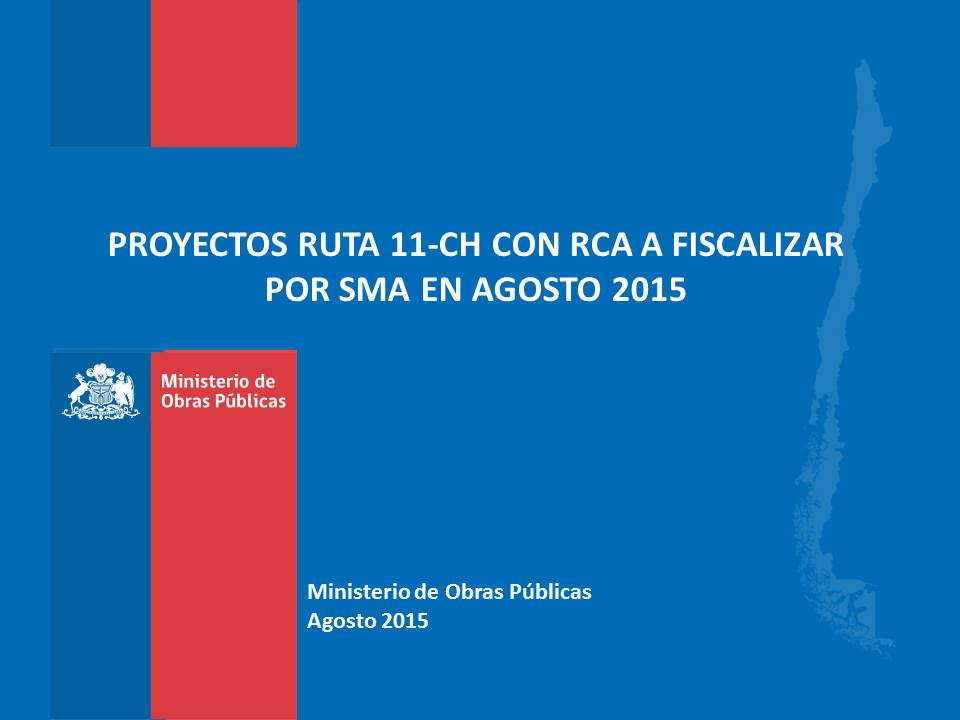 PROYECTOS RUTA 11-CH CON RCA A FISCALIZAR
POR SMA EN AGOSTO 2015
Ministerio de
Obras Públicas
Ministerio de Obras Públicas
Agosto 2015